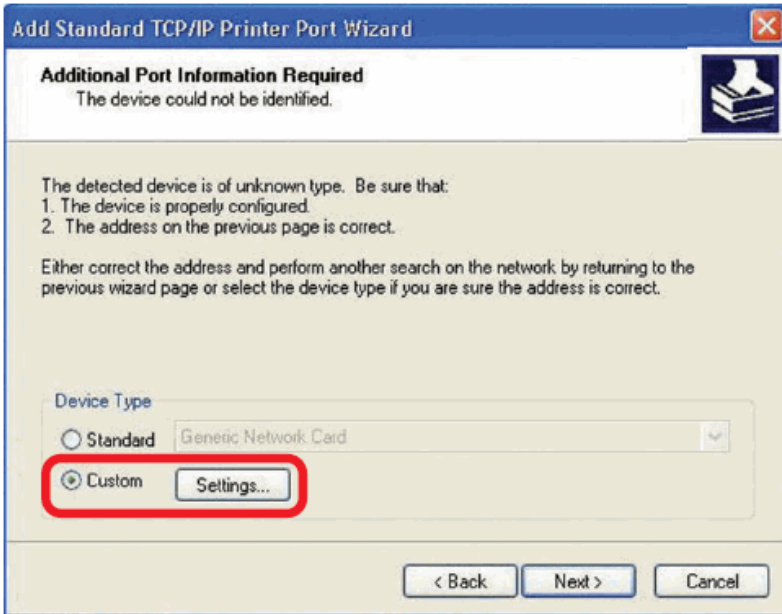 Add Standard TCP/IP Printer Port Wizard
Additional Port Information Required
The device could not be identified.
The detected device is of unknown type. Be sure that:
1. The device is properly configured.
2. The address on the previous page is correct.
Either correct the address and perform another search on the network by returning to the
previous wizard page or select the device type if you are sure the address is correct.
Device Type
Standard Generic Network Card
Custom Settings...
< Back Next > Cancel